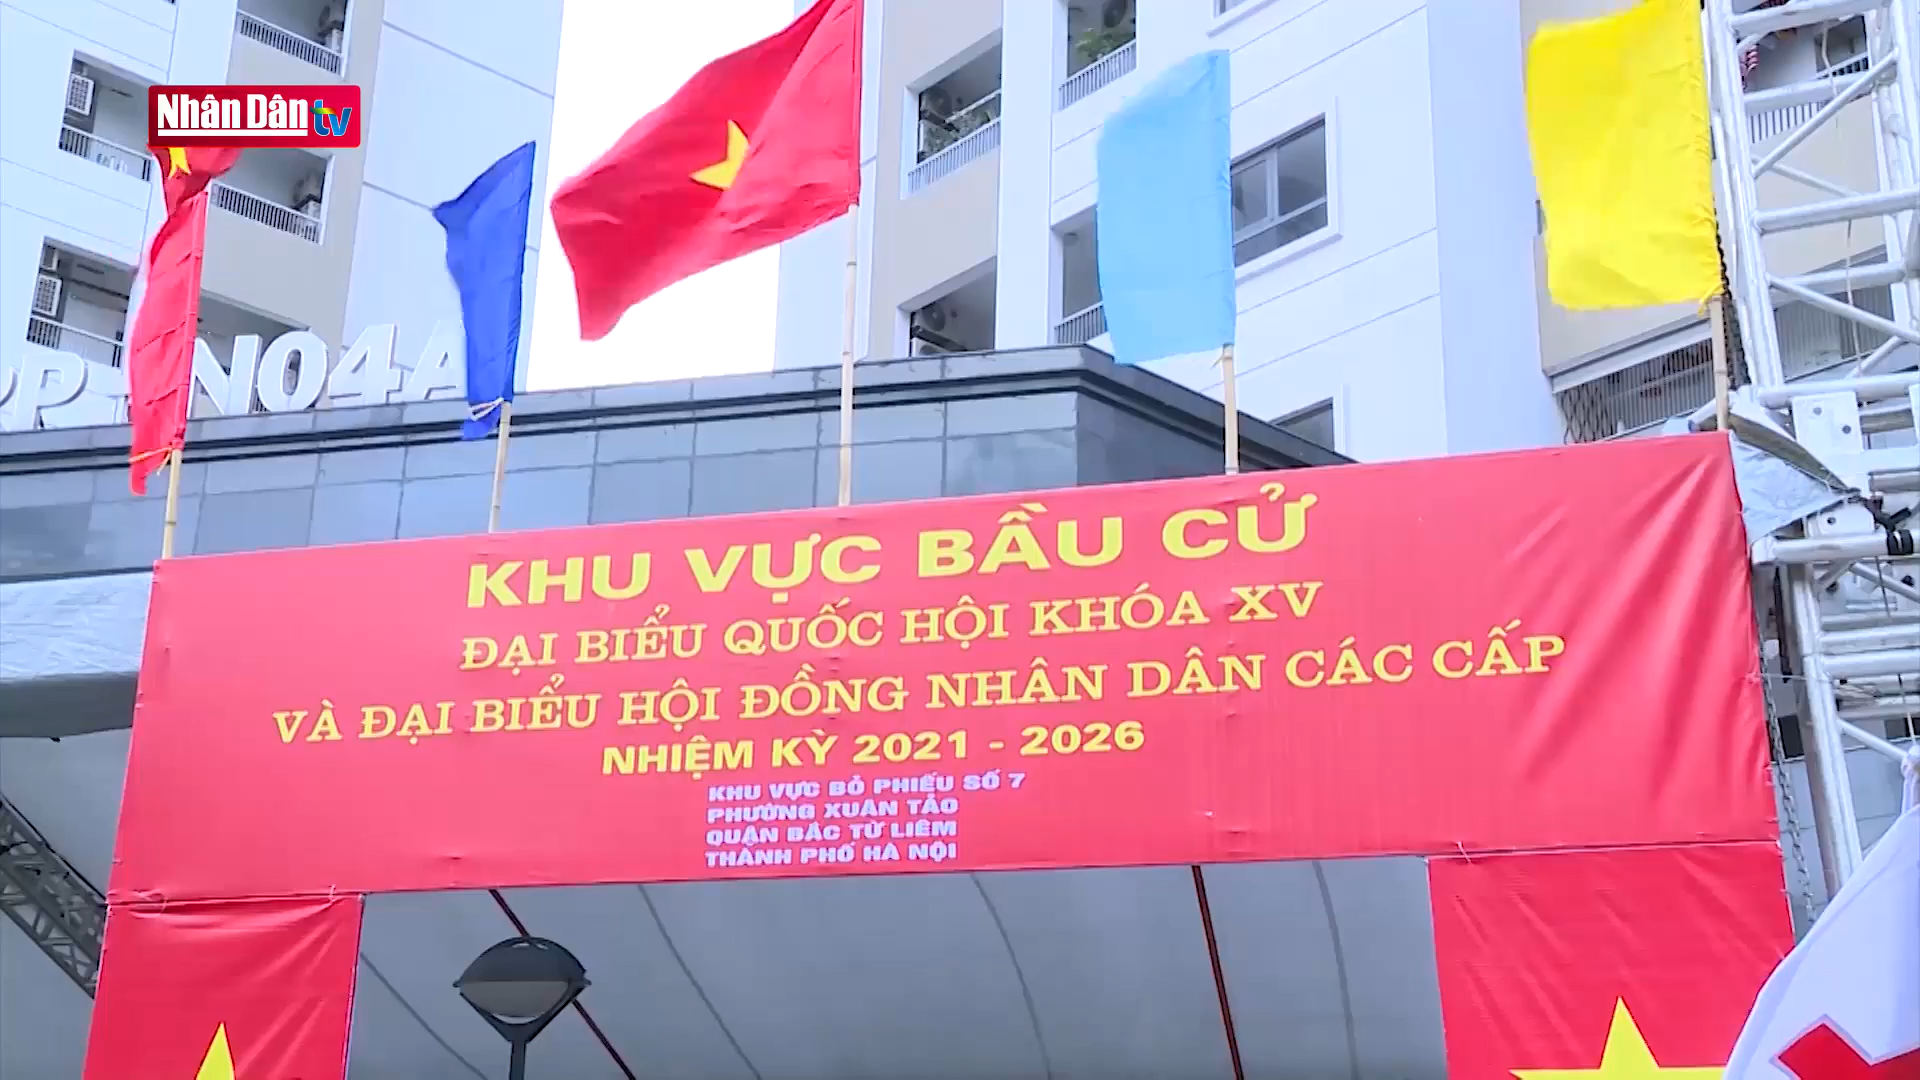 Nhân Dân tv
N04A
KHU VỰC BẦU CỬ
ĐẠI BIỂU QUỐC HỘI KHÓA XV
VÀ ĐẠI BIỂU HỘI ĐỒNG NHÂN DÂN CÁC CẤP
NHIỆM KỲ 2021 - 2026
KHU VỰC BỎ PHIẾU SỐ 7
PHƯỜNG XUÂN TẢO
QUẬN BẮC TỪ LIÊM
THÀNH PHỐ HÀ NỘI